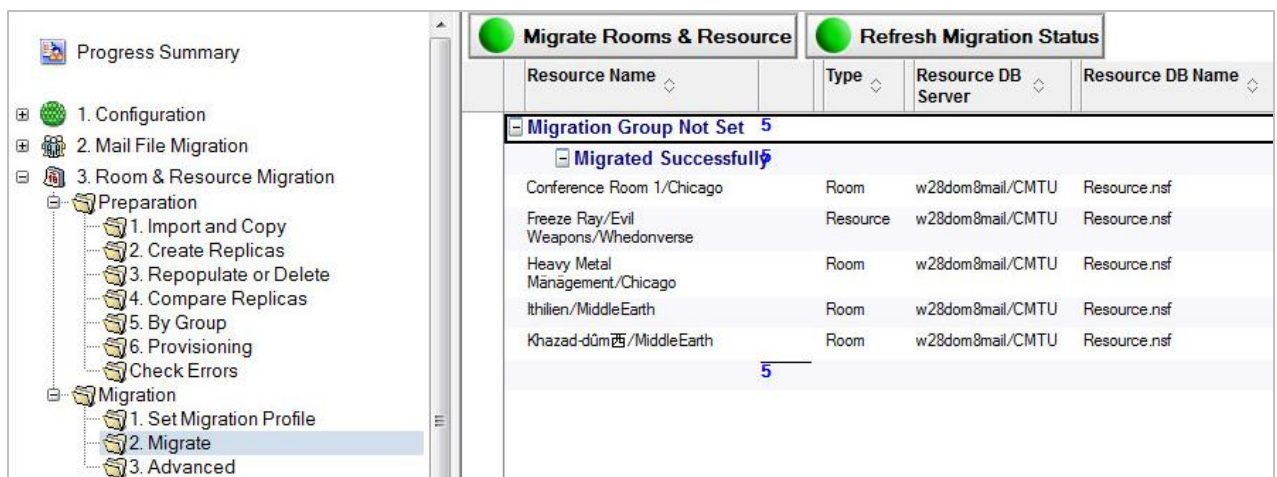 Progress Summary
1. Configuration
2. Mail File Migration
3. Room & Resource Migration
Preparation
1. Import and Copy
2. Create Replicas
3. Repopulate or Delete
4. Compare Replicas
5. By Group
6. Provisioning
Check Errors
Migration
1. Set Migration Profile
2. Migrate
3. Advanced
Migrate Rooms & Resource Refresh Migration Status
Resource Name Type Resource DB Server Resource DB Name
Migration Group Not Set 5
Migrated Successfully 5
Conference Room 1/Chicago Room w28dom8mail/CMTU Resource.nsf
Freeze Ray/Evil Resource w28dom8mail/CMTU Resource.nsf
Weapons/Whedonverse
Heavy Metal Room w28dom8mail/CMTU Resource.nsf
Mänägement/Chicago
Ithilien/MiddleEarth Room w28dom8mail/CMTU Resource.nsf
Khazad-dûm西/MiddleEarth Room w28dom8mail/CMTU Resource.nsf
5